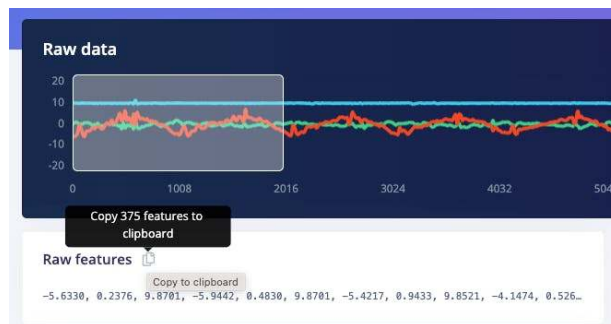 Raw data
20
10
0
-10
-20
0 1008 2016 3024 4032 504
Copy 375 features to
clipboard
Raw features
Copy to clipboard
-5.6330, 0.2376, 9.8701, -5.9442, 0.4830, 9.8701, -5.4217, 0.9433, 9.8521, -4.1474, 0.526…